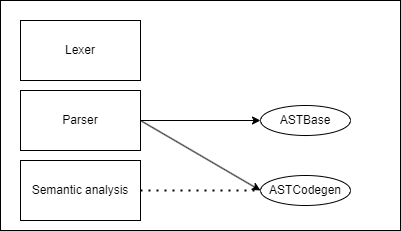 Lexer
Parser
ASTBase
Semantic analysis
ASTCodegen